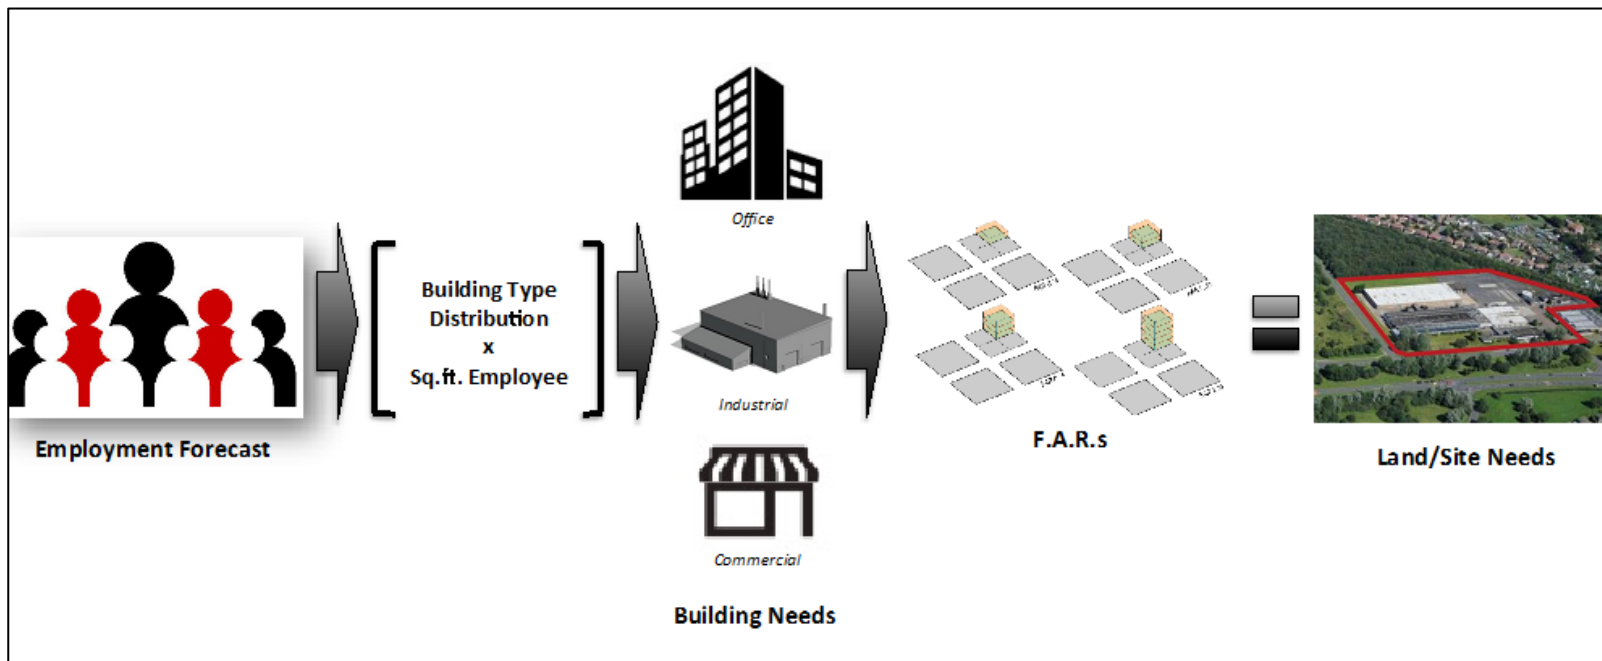 Employment Forecast
Building Type
Distribution
x
Sq.ft. Employee
Office
Industrial
Commercial
Building Needs
F.A.R.s
Land/Site Needs